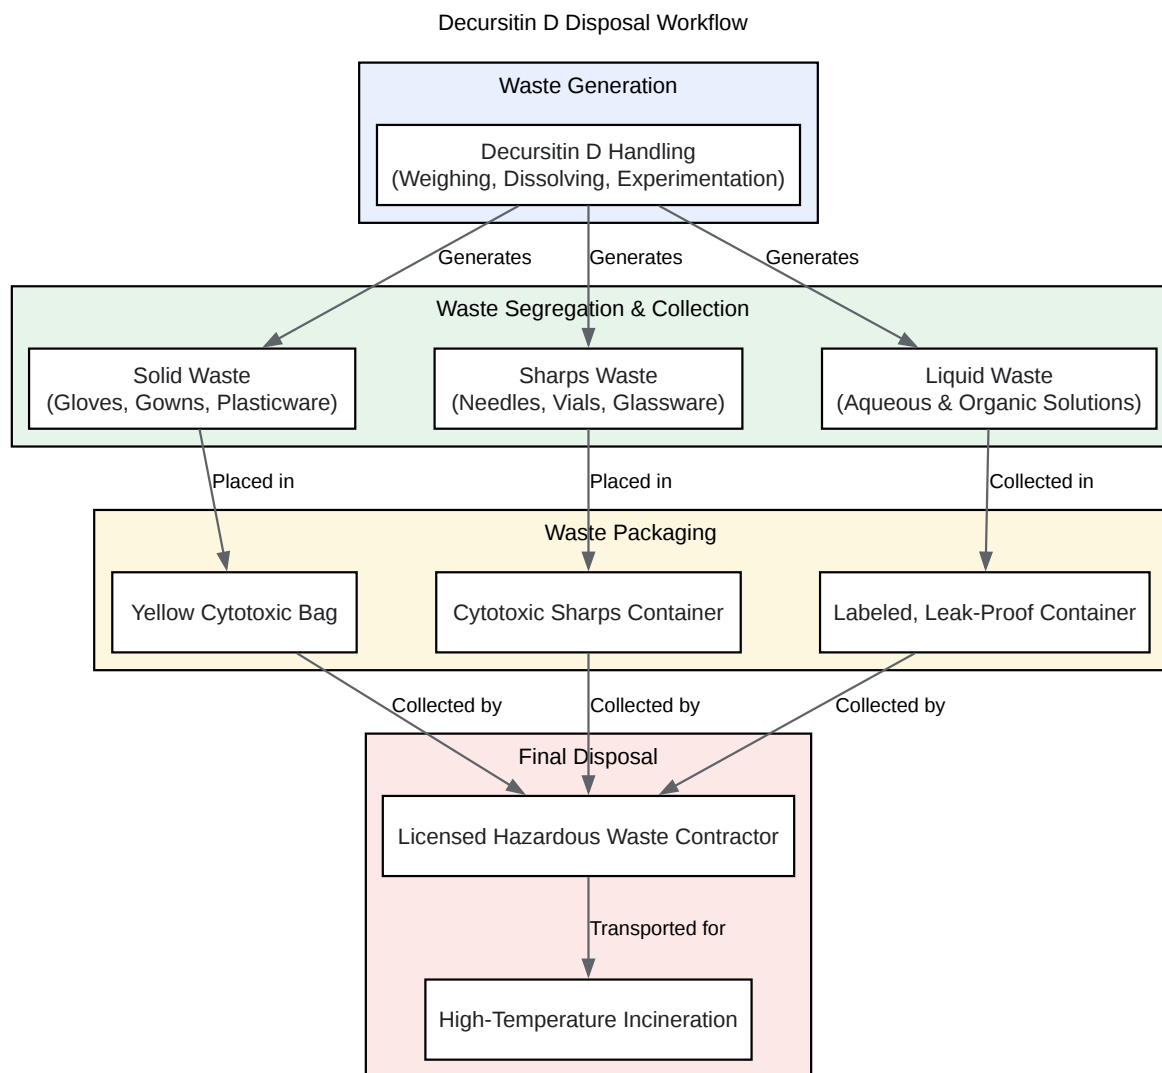 Decursitin D Disposal Workflow
Waste Generation
Decursitin D Handling
(Weighing, Dissolving, Experimentation)
Generates
Generates
Generates
Waste Segregation & Collection
Solid Waste
(Gloves, Gowns, Plasticware)
Sharps Waste
(Needles, Vials, Glassware)
Liquid Waste
(Aqueous & Organic Solutions)
Placed in
Placed in
Collected in
Waste Packaging
Yellow Cytotoxic Bag
Cytotoxic Sharps Container
Labeled, Leak-Proof Container
Collected by
Collected by
Collected by
Final Disposal
Licensed Hazardous Waste Contractor
Transported for
High-Temperature Incineration